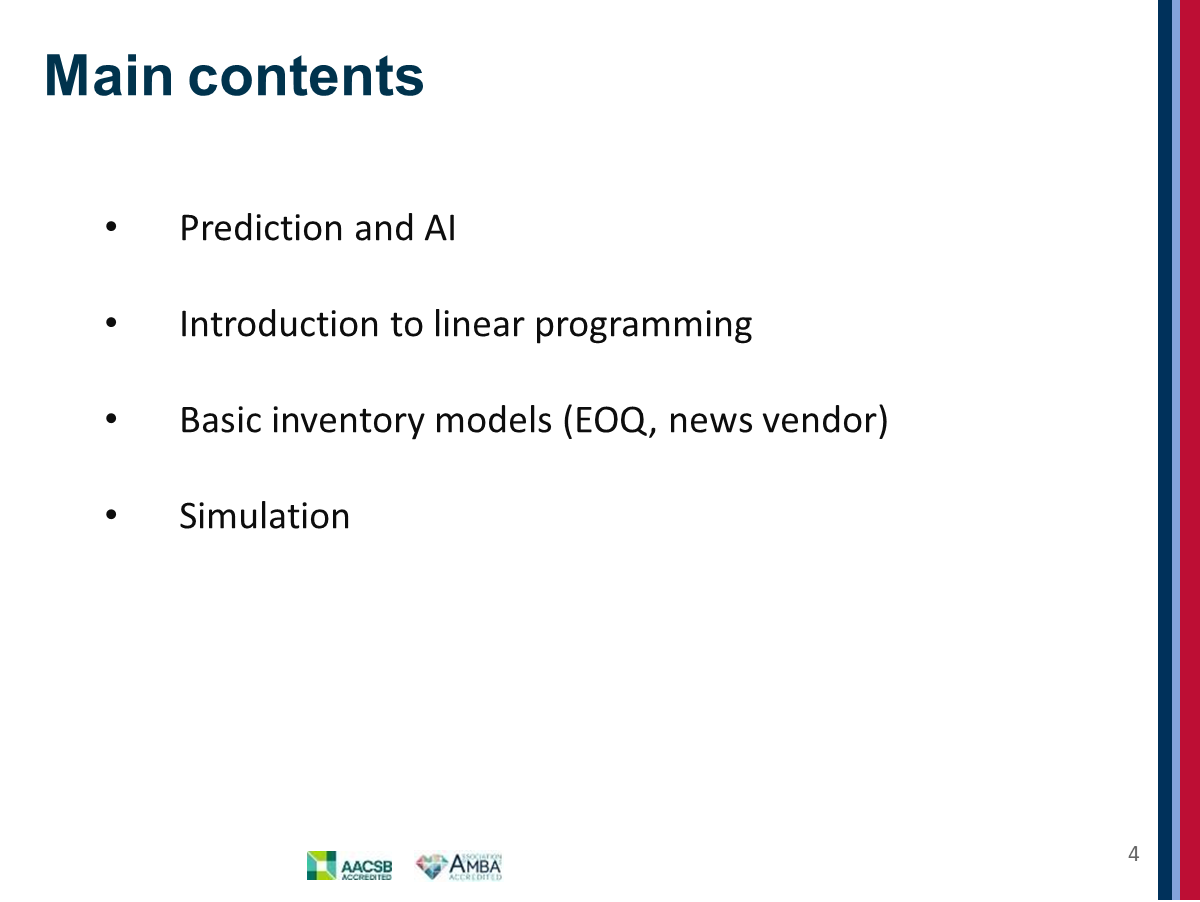 Main contents
• Prediction and AI
• Introduction to linear programming
• Basic inventory models (EOQ, news vendor)
• Simulation
AACSB
ACCREDITED
ASSOCIATION
AMBA
ACCREDITED
4